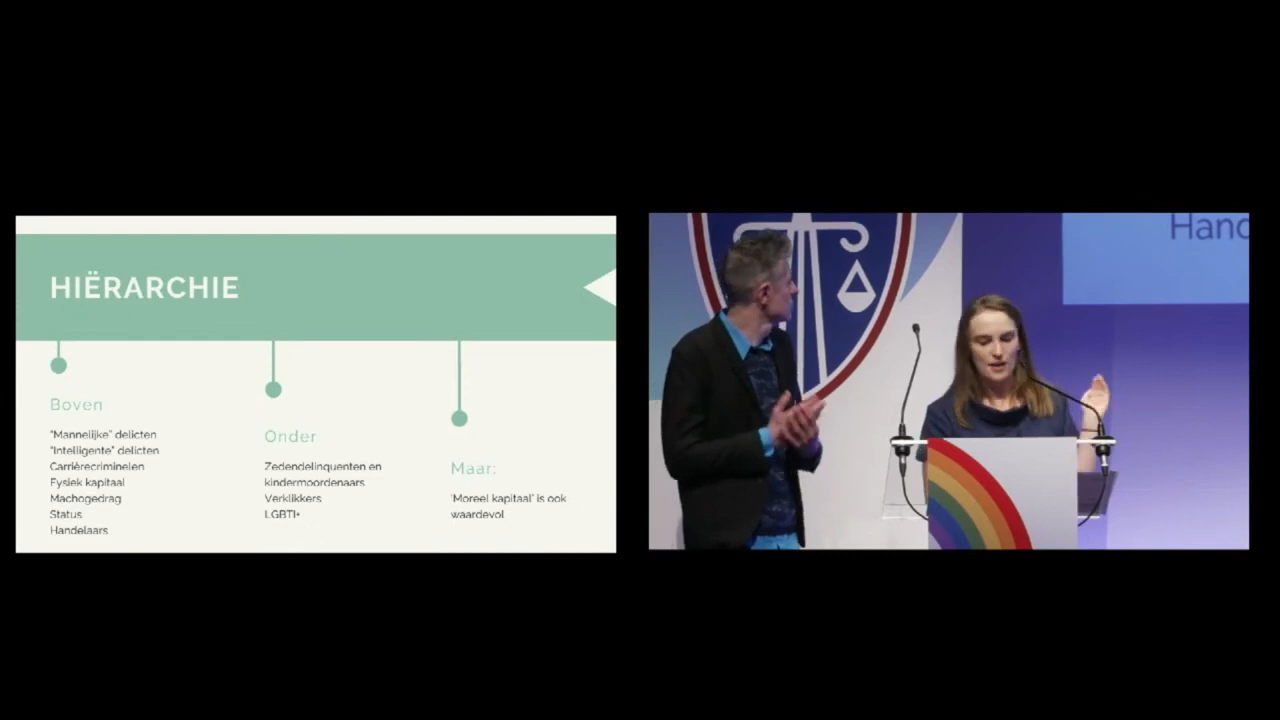 HIËRARCHIE
Boven
"Mannelijke" delicten
"Intelligente" delicten
Carrièrecriminelen
Fysiek kapitaal
Machogedrag
Status
Handelaars
Onder
Zedendelinquenten en
kindermoordenaars
Verklikkers
LGBTI+
Maar:
'Moreel kapitaal' is ook
waardevol